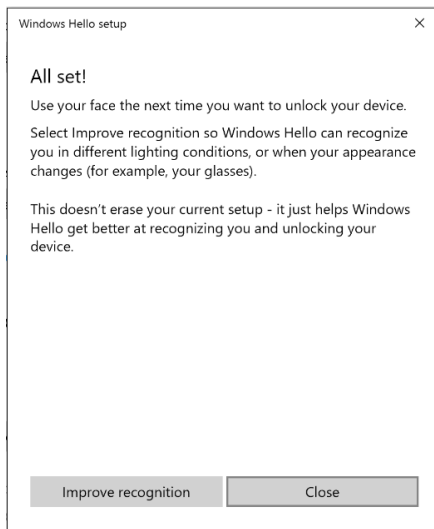 Windows Hello setup
All set!
Use your face the next time you want to unlock your device.
Select Improve recognition so Windows Hello can recognize
you in different lighting conditions, or when your appearance
changes (for example, your glasses).
This doesn't erase your current setup - it just helps Windows
Hello get better at recognizing you and unlocking your
device.
Improve recognition
Close